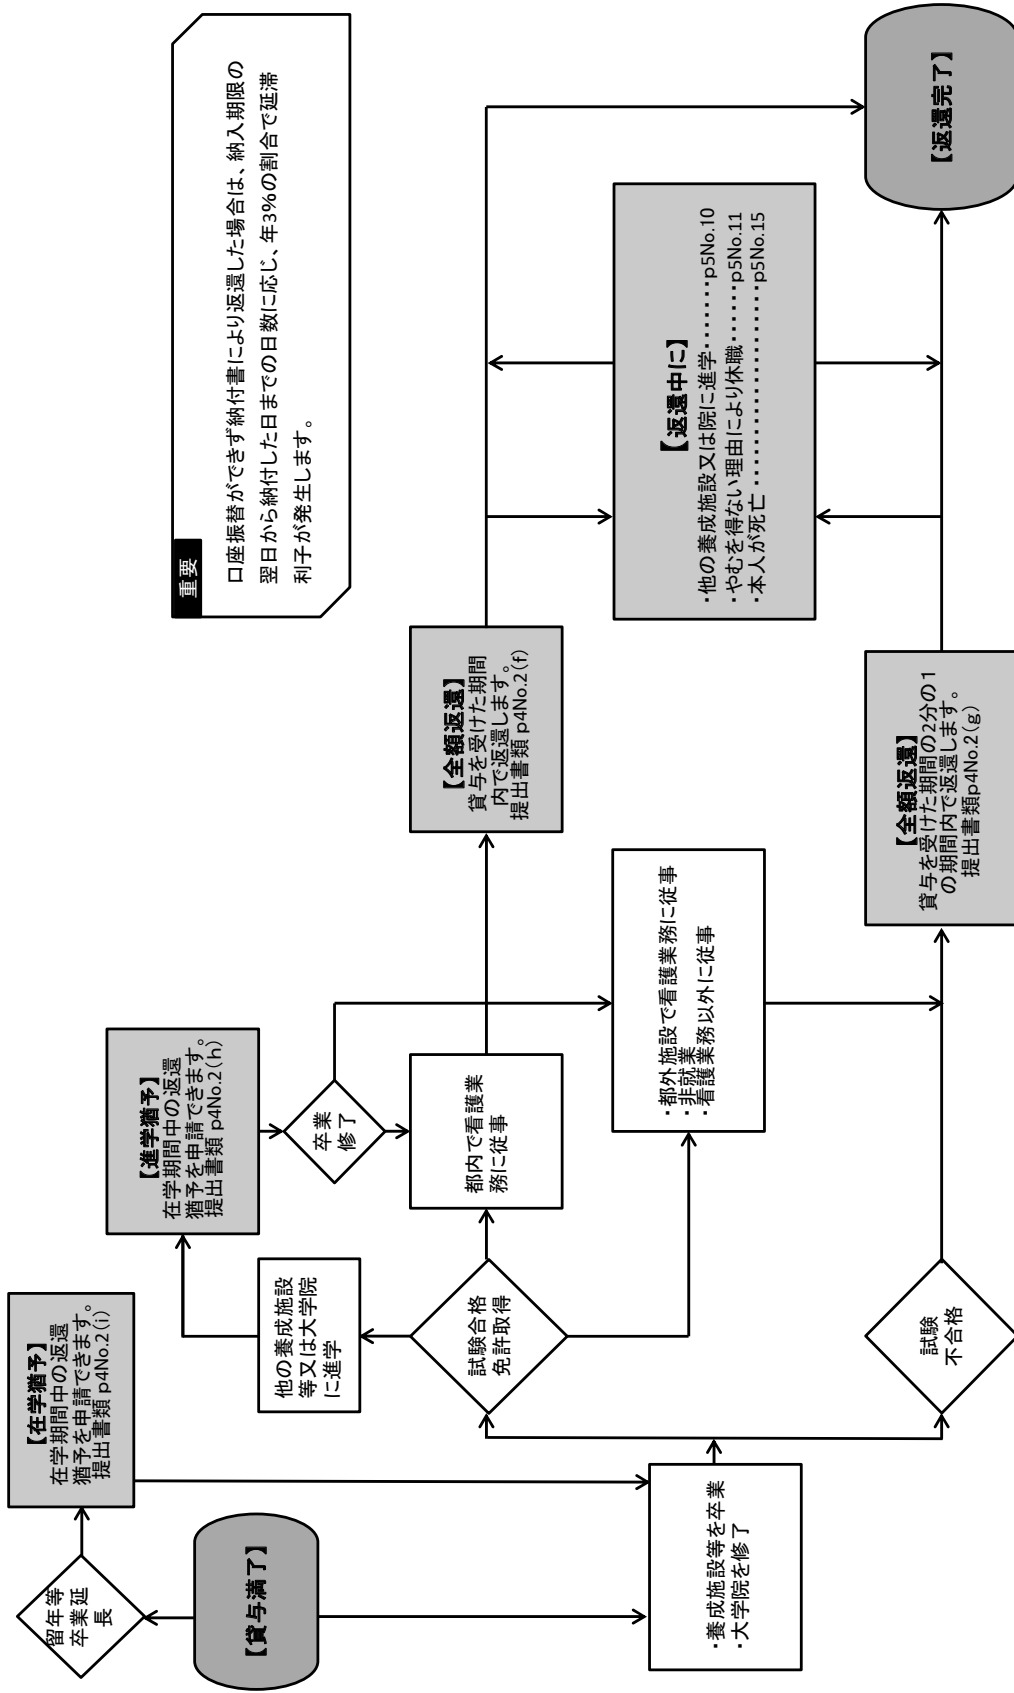 【貸与満了】
留年等
卒業延
長
【在学猶予】
在学期間中の返還
猶予を申請できます。
提出書類 p4No.2(i)
・養成施設等を卒業
・大学院を修了
試験合格
免許取得
他の養成施設
等又は大学院
に進学
【進学猶予】
在学期間中の返還
猶予を申請できます。
提出書類 p4No.2(h)
卒業
修了
都内で看護業
務に従事
・都外施設で看護業務に従事
・非就業
・看護業務以外に従事
試験
不合格
【全額返還】
貸与を受けた期間
内で返還します。
提出書類 p4No.2(f)
【全額返還】
貸与を受けた期間の2分の1
の期間内で返還します。
提出書類p4No.2(g)
【返還中に】
・他の養成施設又は院に進学・・・・・・・p5No.10
・やむを得ない理由により休職・・・・・・p5No.11
・本人が死亡・・・・・・・・・・・・・・・・・・・p5No.15
【返還完了】
重要
口座振替ができず納付書により返還した場合は、納入期限の
翌日から納付した日までの日数に応じ、年3％の割合で延滞
利子が発生します。